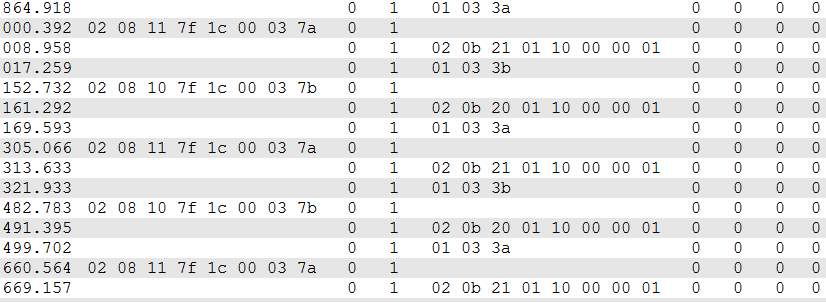 864.918 0 1 01 03 3a 0 0 0 0
000.392 02 08 11 7f 1c 00 03 7a 0 1 0 0 0 0
008.958 0 1 02 0b 21 01 10 00 00 01 0 0 0 0
017.259 0 1 01 03 3b 0 0 0 0
152.732 02 08 10 7f 1c 00 03 7b 0 1 0 0 0 0
161.292 0 1 02 0b 20 01 10 00 00 01 0 0 0 0
169.593 0 1 01 03 3a 0 0 0 0
305.066 02 08 11 7f 1c 00 03 7a 0 1 0 0 0 0
313.633 0 1 02 0b 21 01 10 00 00 01 0 0 0 0
321.933 0 1 01 03 3b 0 0 0 0
482.783 02 08 10 7f 1c 00 03 7b 0 1 0 0 0 0
491.395 0 1 02 0b 20 01 10 00 00 01 0 0 0 0
499.702 0 1 01 03 3a 0 0 0 0
660.564 02 08 11 7f 1c 00 03 7a 0 1 0 0 0 0
669.157 0 1 02 0b 21 01 10 00 00 01 0 0 0 0